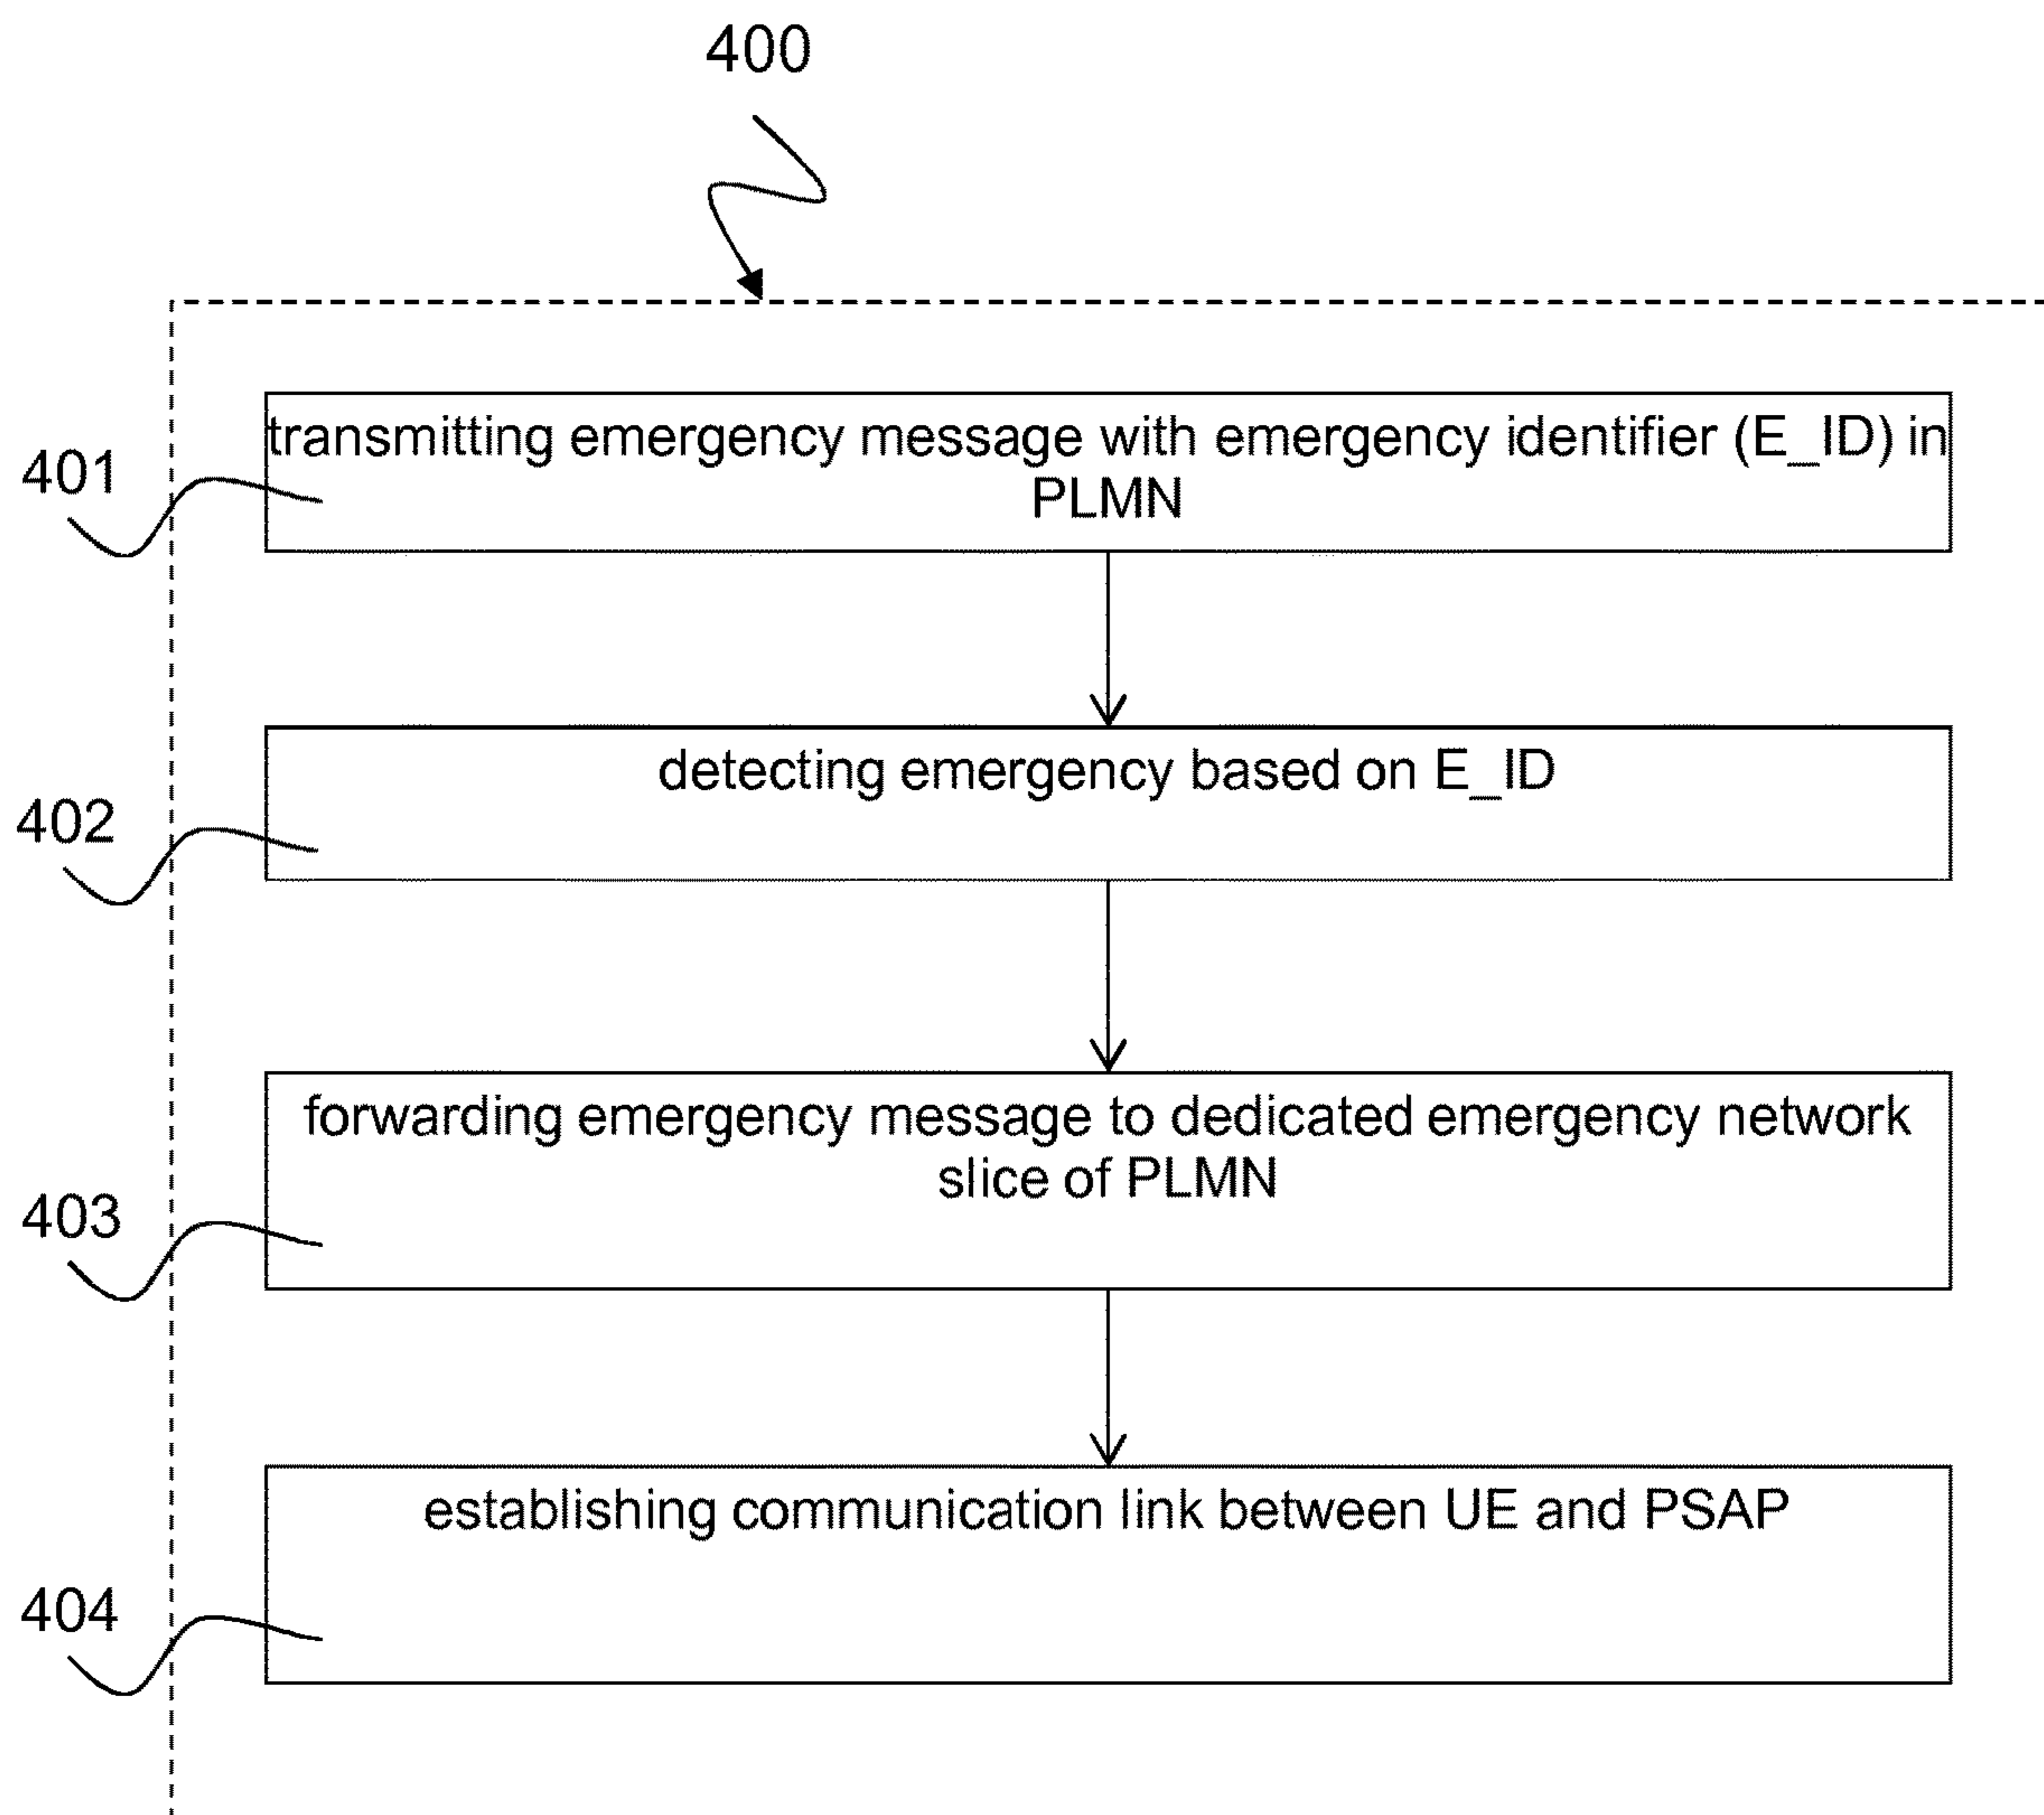 400
401
transmitting emergency message with emergency identifier (E_ID) in
PLMN
402
detecting emergency based on E_ID
403
forwarding emergency message to dedicated emergency network
slice of PLMN
404
establishing communication link between UE and PSAP